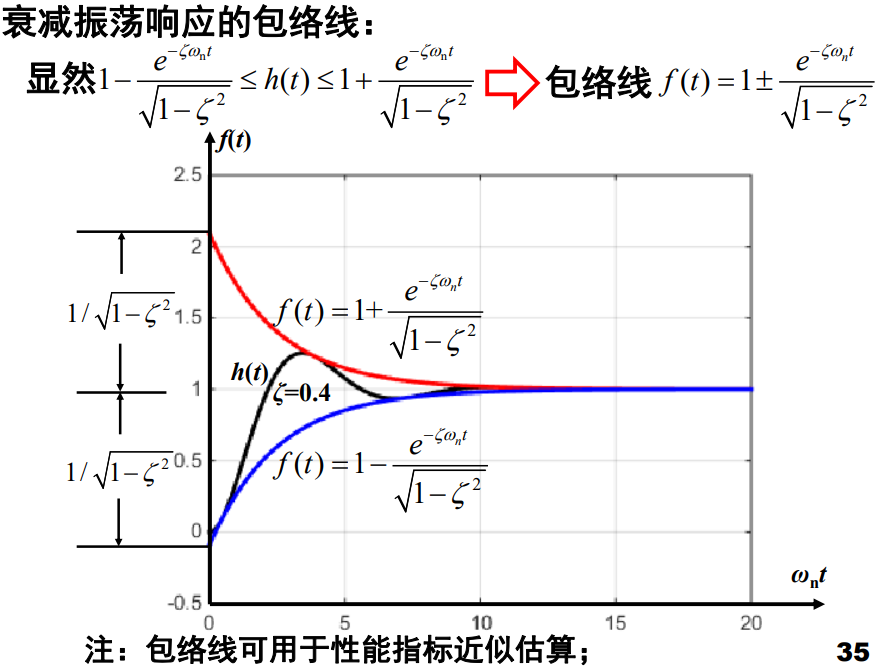 衰减振荡响应的包络线：
显然 $1-\frac{e^{-\zeta\omega_n t}}{\sqrt{1-\zeta^2}} \leq h(t) \leq 1+\frac{e^{-\zeta\omega_n t}}{\sqrt{1-\zeta^2}}$ 包络线 $f(t)=1\pm\frac{e^{-\zeta\omega_n t}}{\sqrt{1-\zeta^2}}$
f(t)
2.5
2
$1/\sqrt{1-\zeta^2}$ 1.5 $f(t)=1+\frac{e^{-\zeta\omega_n t}}{\sqrt{1-\zeta^2}}$
h(t)
1 ζ=0.4
$1/\sqrt{1-\zeta^2}$ 0.5 $f(t)=1-\frac{e^{-\zeta\omega_n t}}{\sqrt{1-\zeta^2}}$
0
-0.5 ωₙt
0 5 10 15 20
注：包络线可用于性能指标近似估算； 35